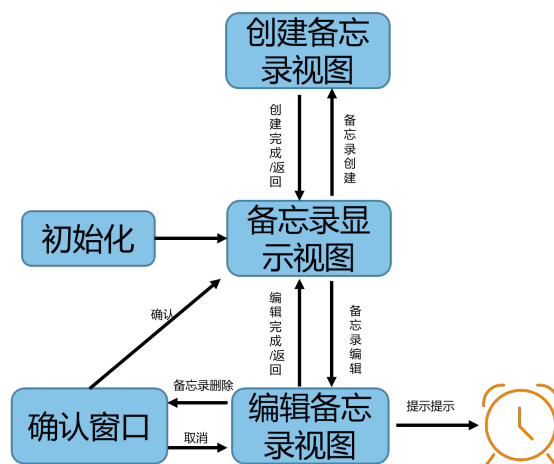 创建备忘
录视图
创
建
完
成
/返
回
备
忘
录
创
建
初始化
备忘录显
示视图
确认
编
辑
完
成
/返
回
备
忘
录
编
辑
备忘录删除
确认窗口
取消
编辑备忘
录视图
提示提示